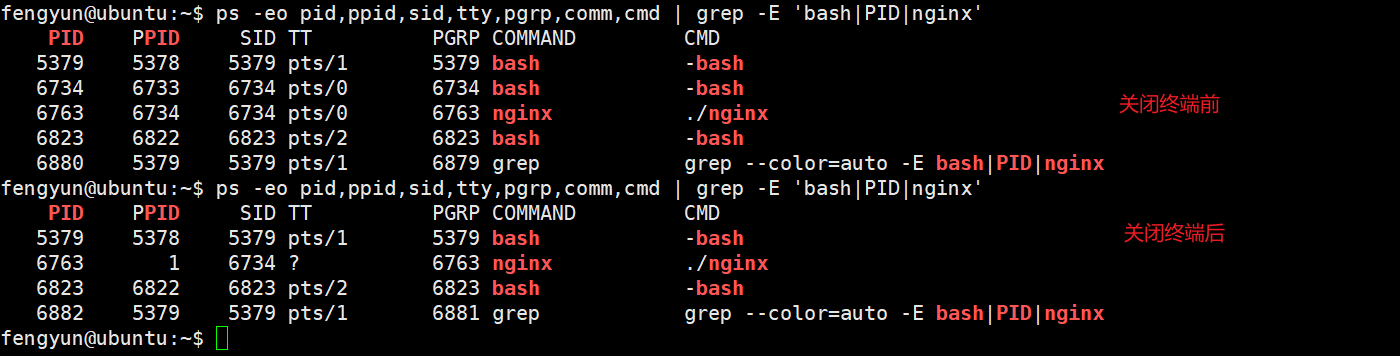 fengyun@ubuntu:~$ ps -eo pid,ppid,sid,tty,pgrp,comm,cmd | grep -E 'bash|PID|nginx'
PID PPID SID TT PGRP COMMAND CMD
5379 5378 5379 pts/1 5379 bash -bash
6734 6733 6734 pts/0 6734 bash -bash
关闭终端前
6763 6734 6734 pts/0 6763 nginx ./nginx
6823 6822 6823 pts/2 6823 bash -bash
6880 5379 5379 pts/1 6879 grep grep --color=auto -E bash|PID|nginx
fengyun@ubuntu:~$ ps -eo pid,ppid,sid,tty,pgrp,comm,cmd | grep -E 'bash|PID|nginx'
PID PPID SID TT PGRP COMMAND CMD
5379 5378 5379 pts/1 5379 bash -bash
关闭终端后
6763 1 6734 ? 6763 nginx ./nginx
6823 6822 6823 pts/2 6823 bash -bash
6882 5379 5379 pts/1 6881 grep grep --color=auto -E bash|PID|nginx
fengyun@ubuntu:~$